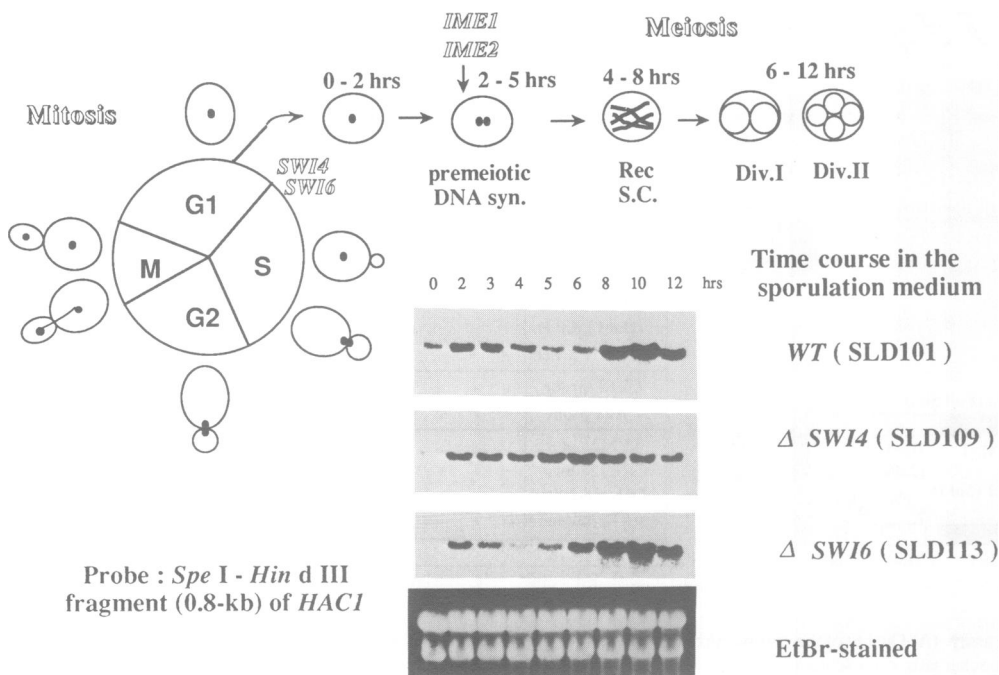 IME1
IME2
Meiosis
0 - 2 hrs
2 - 5 hrs
4 - 8 hrs
6 - 12 hrs
Mitosis
SWI4
SWI6
premeiotic
DNA syn.
Rec
S.C.
Div.I
Div.II
G1
M
S
G2
Time course in the
sporulation medium
0 2 3 4 5 6 8 10 12 hrs
WT ( SLD101 )
Δ SWI4 ( SLD109 )
Δ SWI6 ( SLD113 )
Probe : Spe I - Hin d III
fragment (0.8-kb) of HAC1
EtBr-stained